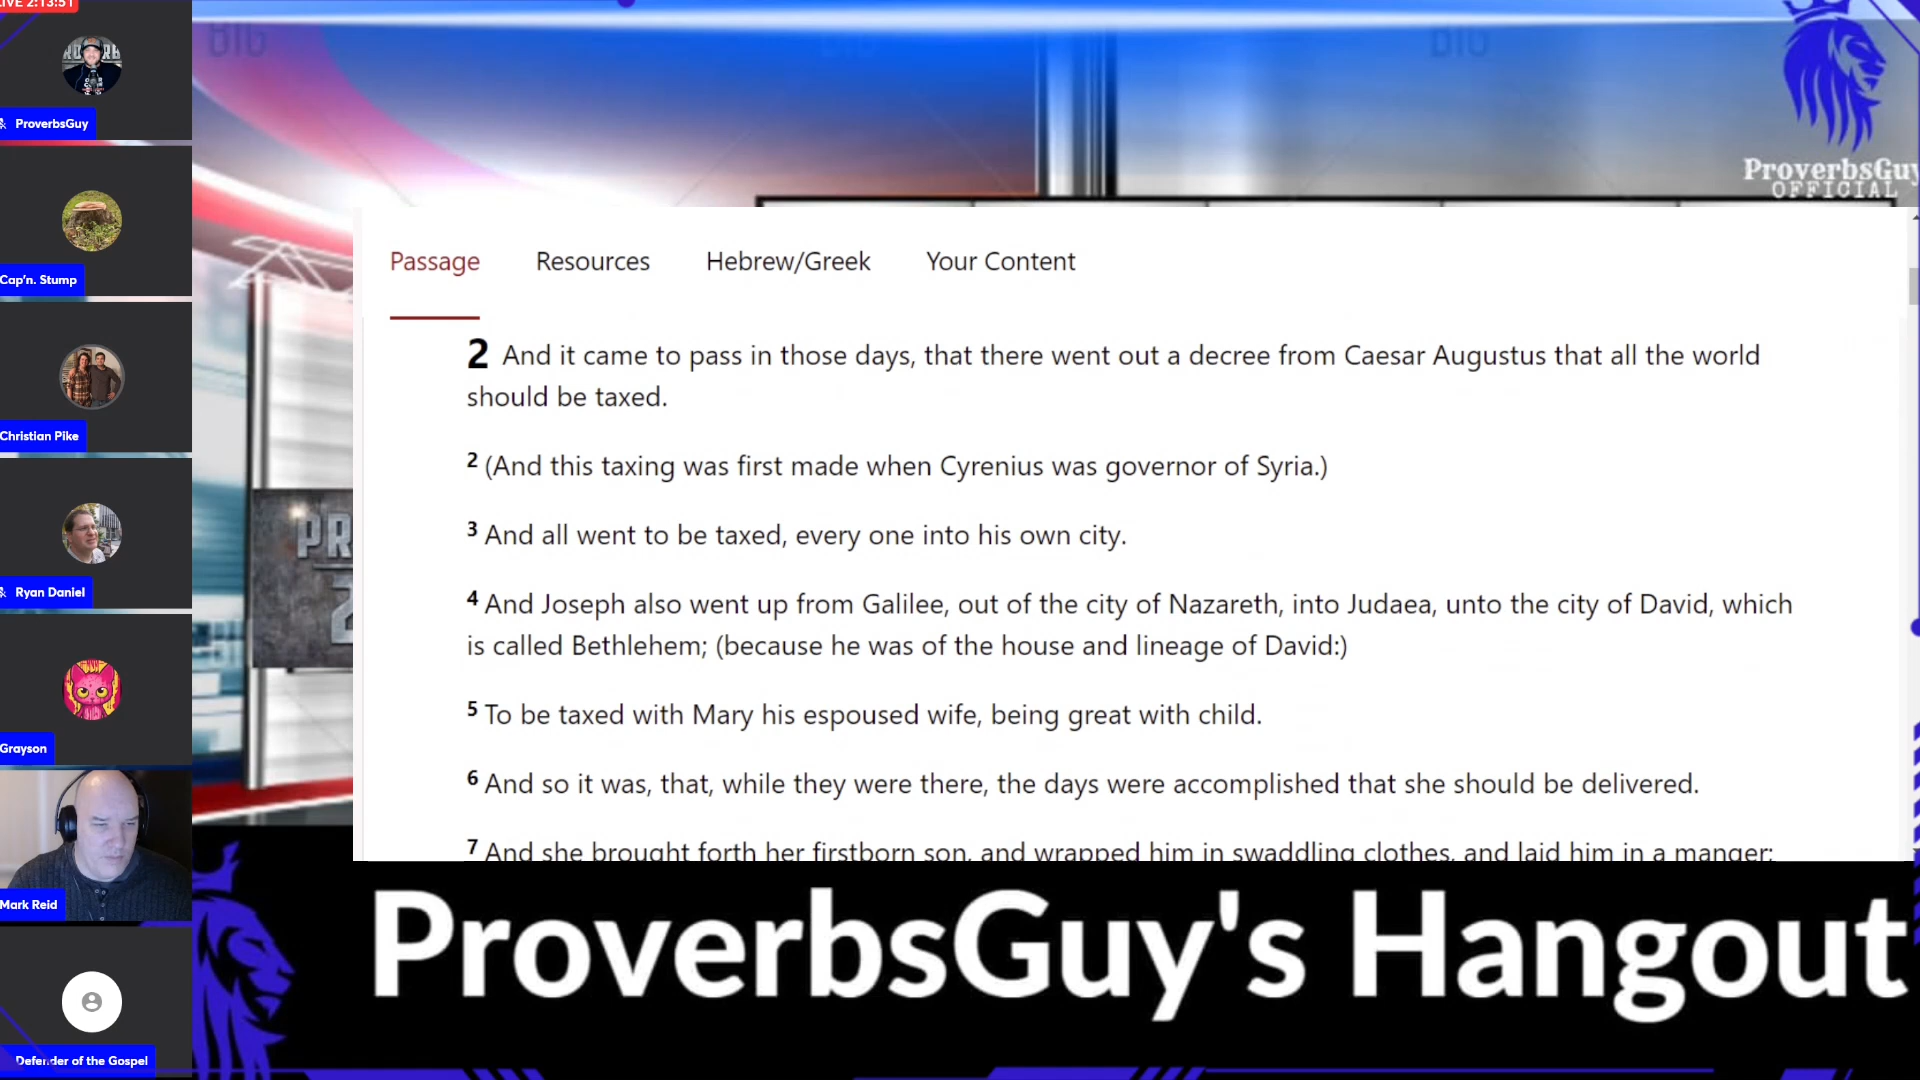 LIVE 2:13:51
ProverbsGuy
Cap'n. Stump
Christian Pike
Ryan Daniel
Grayson
Mark Reid
Defender of the Gospel
BIG
BIG
ProverbsGuy
OFFICIAL
Passage Resources Hebrew/Greek Your Content
2 And it came to pass in those days, that there went out a decree from Caesar Augustus that all the world
should be taxed.
2 (And this taxing was first made when Cyrenius was governor of Syria.)
3 And all went to be taxed, every one into his own city.
4 And Joseph also went up from Galilee, out of the city of Nazareth, into Judaea, unto the city of David, which
is called Bethlehem; (because he was of the house and lineage of David:)
5 To be taxed with Mary his espoused wife, being great with child.
6 And so it was, that, while they were there, the days were accomplished that she should be delivered.
7 And she brought forth her firstborn son, and wrapped him in swaddling clothes, and laid him in a manger;
PR
2
ProverbsGuy's Hangout